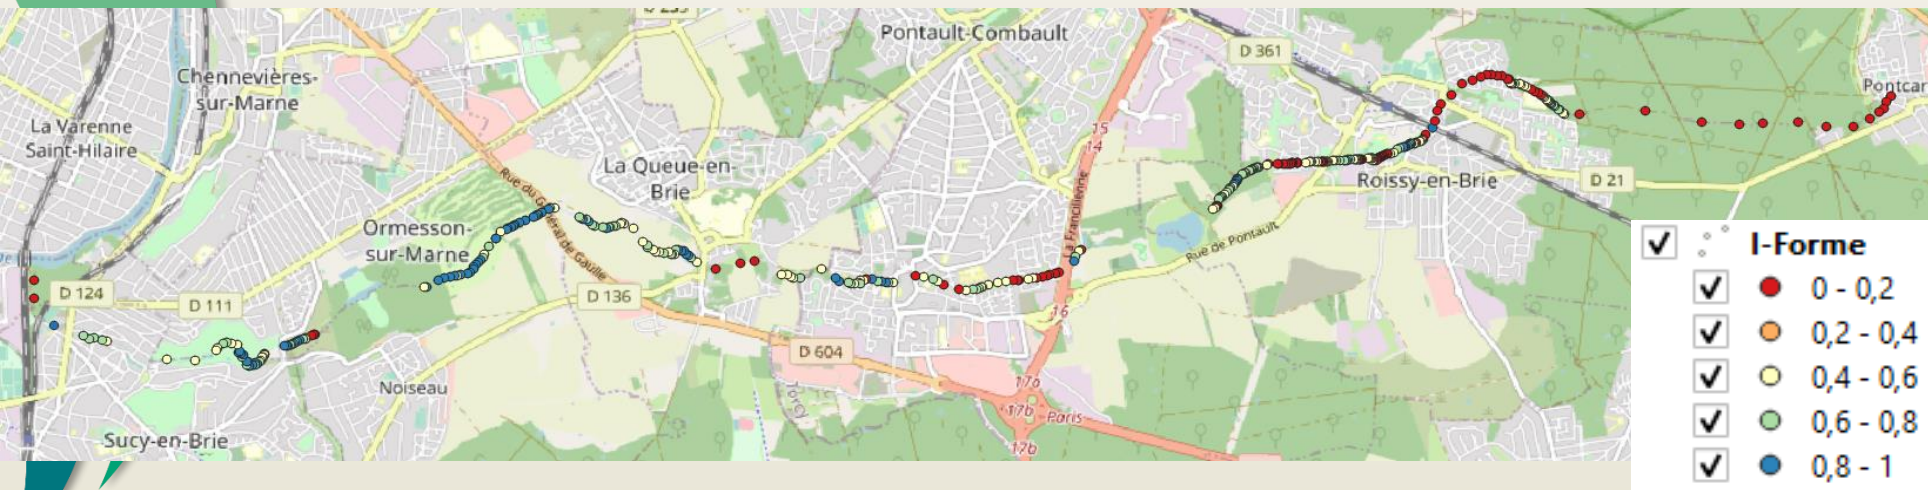 Pontault-Combault
D 361
Chennevières-
sur-Marne
Pontcar
La Varenne
Saint-Hilaire
15
14
La Queue-en-
Brie
Rue du Général de Gaulle
la Francilienne
Roissy-en-Brie
D 21
Ormesson-
sur-Marne
Rue de Pontault
D 124
D 111
D 136
16
D 604
Noiseau
17a
17b
Paris
17b
Torcy
Sucy-en-Brie
I-Forme
0 - 0,2
0,2 - 0,4
0,4 - 0,6
0,6 - 0,8
0,8 - 1